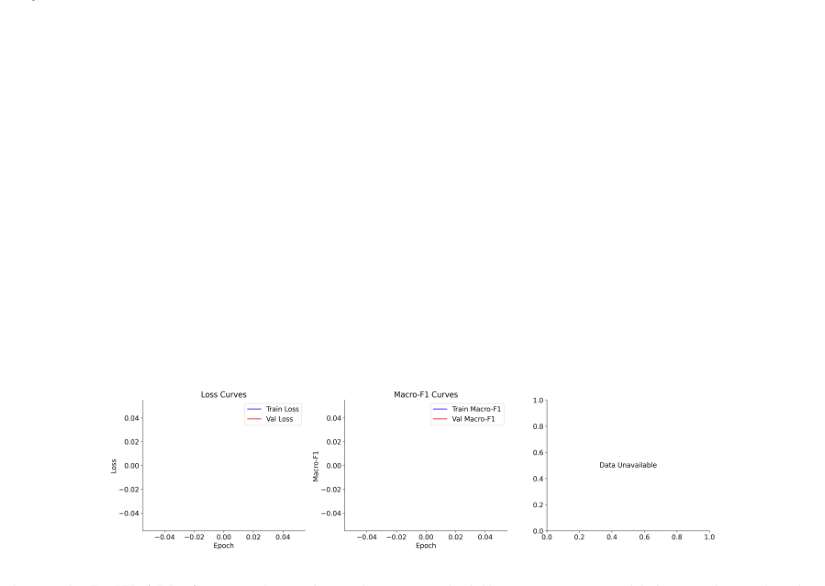 Loss Curves
Train Loss
Val Loss
0.04
0.02
0.00
−0.02
−0.04
Loss
−0.04 −0.02 0.00 0.02 0.04
Epoch
Macro-F1 Curves
Train Macro-F1
Val Macro-F1
0.04
0.02
0.00
−0.02
−0.04
Macro-F1
−0.04 −0.02 0.00 0.02 0.04
Epoch
1.0
0.8
0.6
0.4
0.2
0.0
Data Unavailable
0.0 0.2 0.4 0.6 0.8 1.0